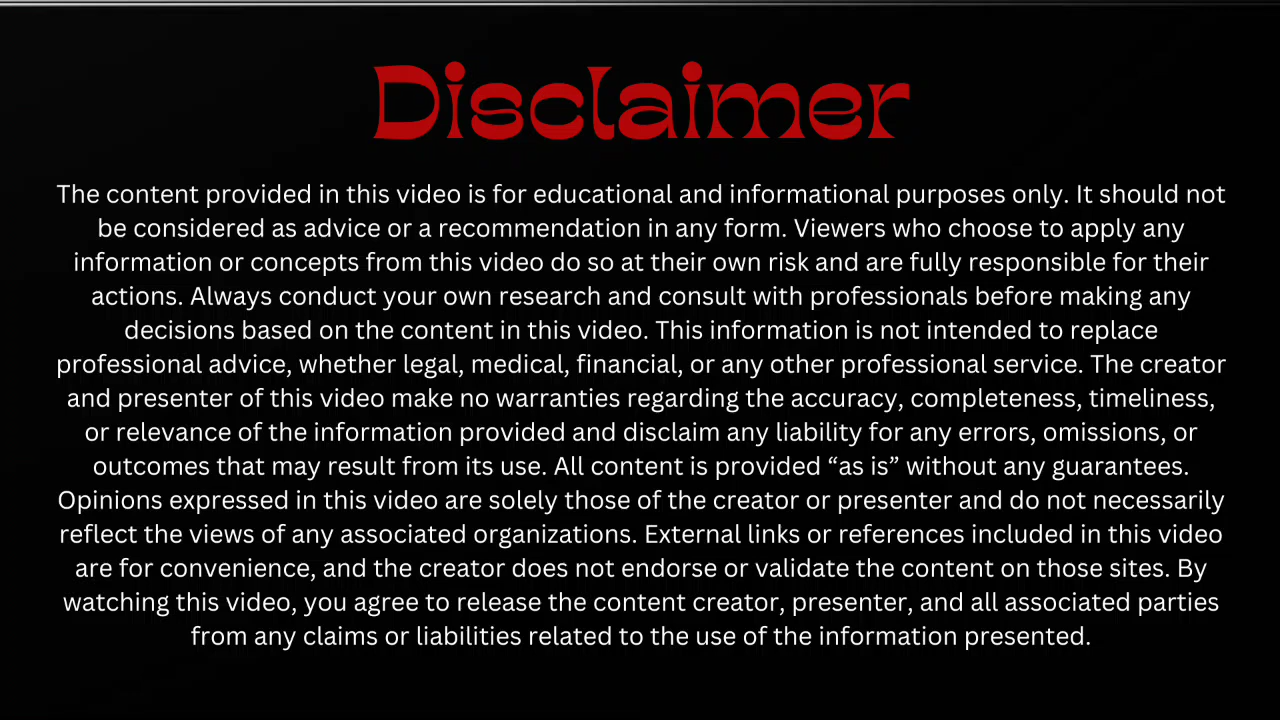 Disclaimer
The content provided in this video is for educational and informational purposes only. It should not
be considered as advice or a recommendation in any form. Viewers who choose to apply any
information or concepts from this video do so at their own risk and are fully responsible for their
actions. Always conduct your own research and consult with professionals before making any
decisions based on the content in this video. This information is not intended to replace
professional advice, whether legal, medical, financial, or any other professional service. The creator
and presenter of this video make no warranties regarding the accuracy, completeness, timeliness,
or relevance of the information provided and disclaim any liability for any errors, omissions, or
outcomes that may result from its use. All content is provided “as is” without any guarantees.
Opinions expressed in this video are solely those of the creator or presenter and do not necessarily
reflect the views of any associated organizations. External links or references included in this video
are for convenience, and the creator does not endorse or validate the content on those sites. By
watching this video, you agree to release the content creator, presenter, and all associated parties
from any claims or liabilities related to the use of the information presented.